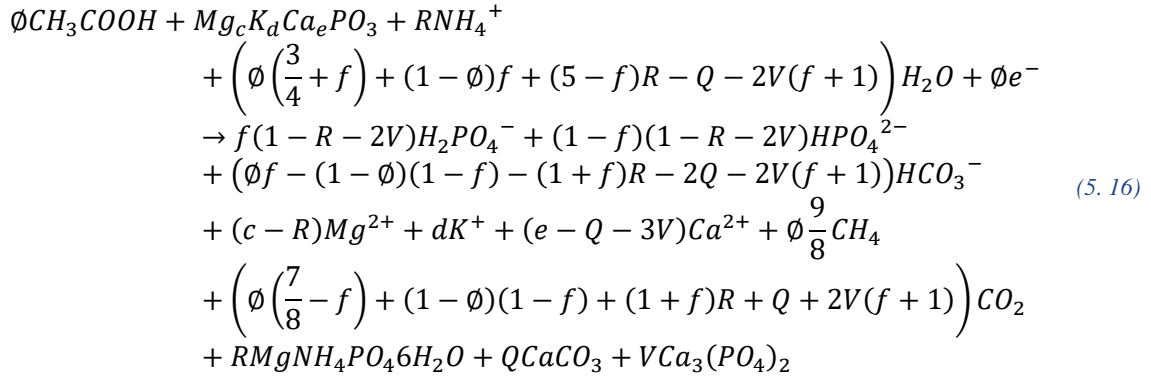 ∅CH₃COOH + Mg_cK_dCa_ePO₃ + RNH₄⁺
+ (∅(3/4 + f) + (1 − ∅)f + (5 − f)R − Q − 2V(f + 1))H₂O + ∅e⁻
→ f(1 − R − 2V)H₂PO₄⁻ + (1 − f)(1 − R − 2V)HPO₄²⁻
+ (∅f − (1 − ∅)(1 − f) − (1 + f)R − 2Q − 2V(f + 1))HCO₃⁻
(5. 16)
+ (c − R)Mg²⁺ + dK⁺ + (e − Q − 3V)Ca²⁺ + ∅ 9/8 CH₄
+ (∅(7/8 − f) + (1 − ∅)(1 − f) + (1 + f)R + Q + 2V(f + 1))CO₂
+ RMgNH₄PO₄6H₂O + QCaCO₃ + VCa₃(PO₄)₂